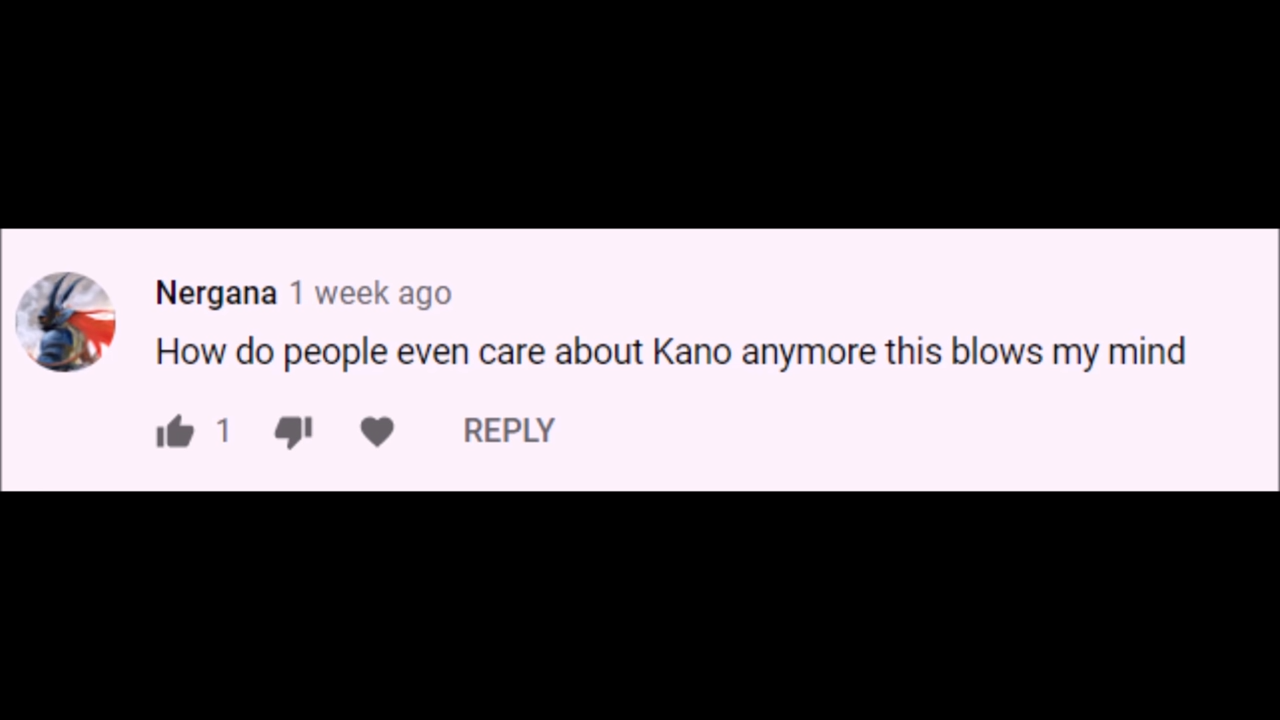 Nergana 1 week ago
How do people even care about Kano anymore this blows my mind
1 REPLY